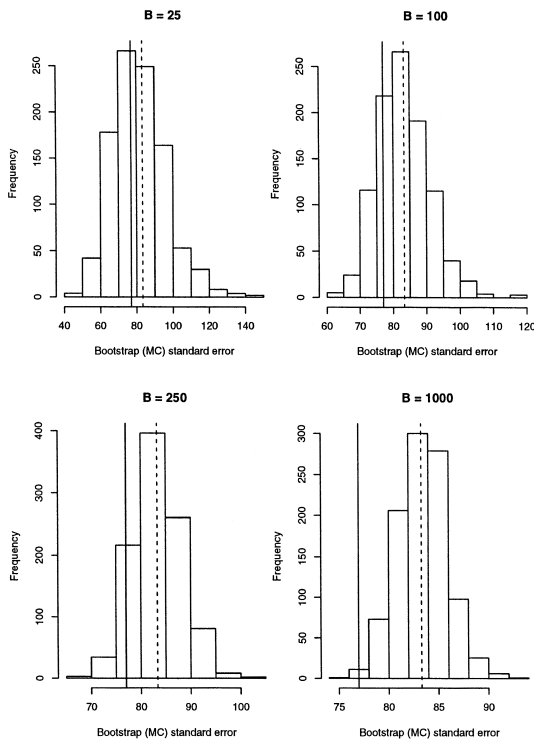 B = 25
Frequency
0 50 100 150 200 250
40 60 80 100 120 140
Bootstrap (MC) standard error
B = 100
Frequency
0 50 100 150 200 250
60 70 80 90 100 110 120
Bootstrap (MC) standard error
B = 250
Frequency
0 100 200 300 400
70 80 90 100
Bootstrap (MC) standard error
B = 1000
Frequency
0 50 100 150 200 250 300
75 80 85 90
Bootstrap (MC) standard error